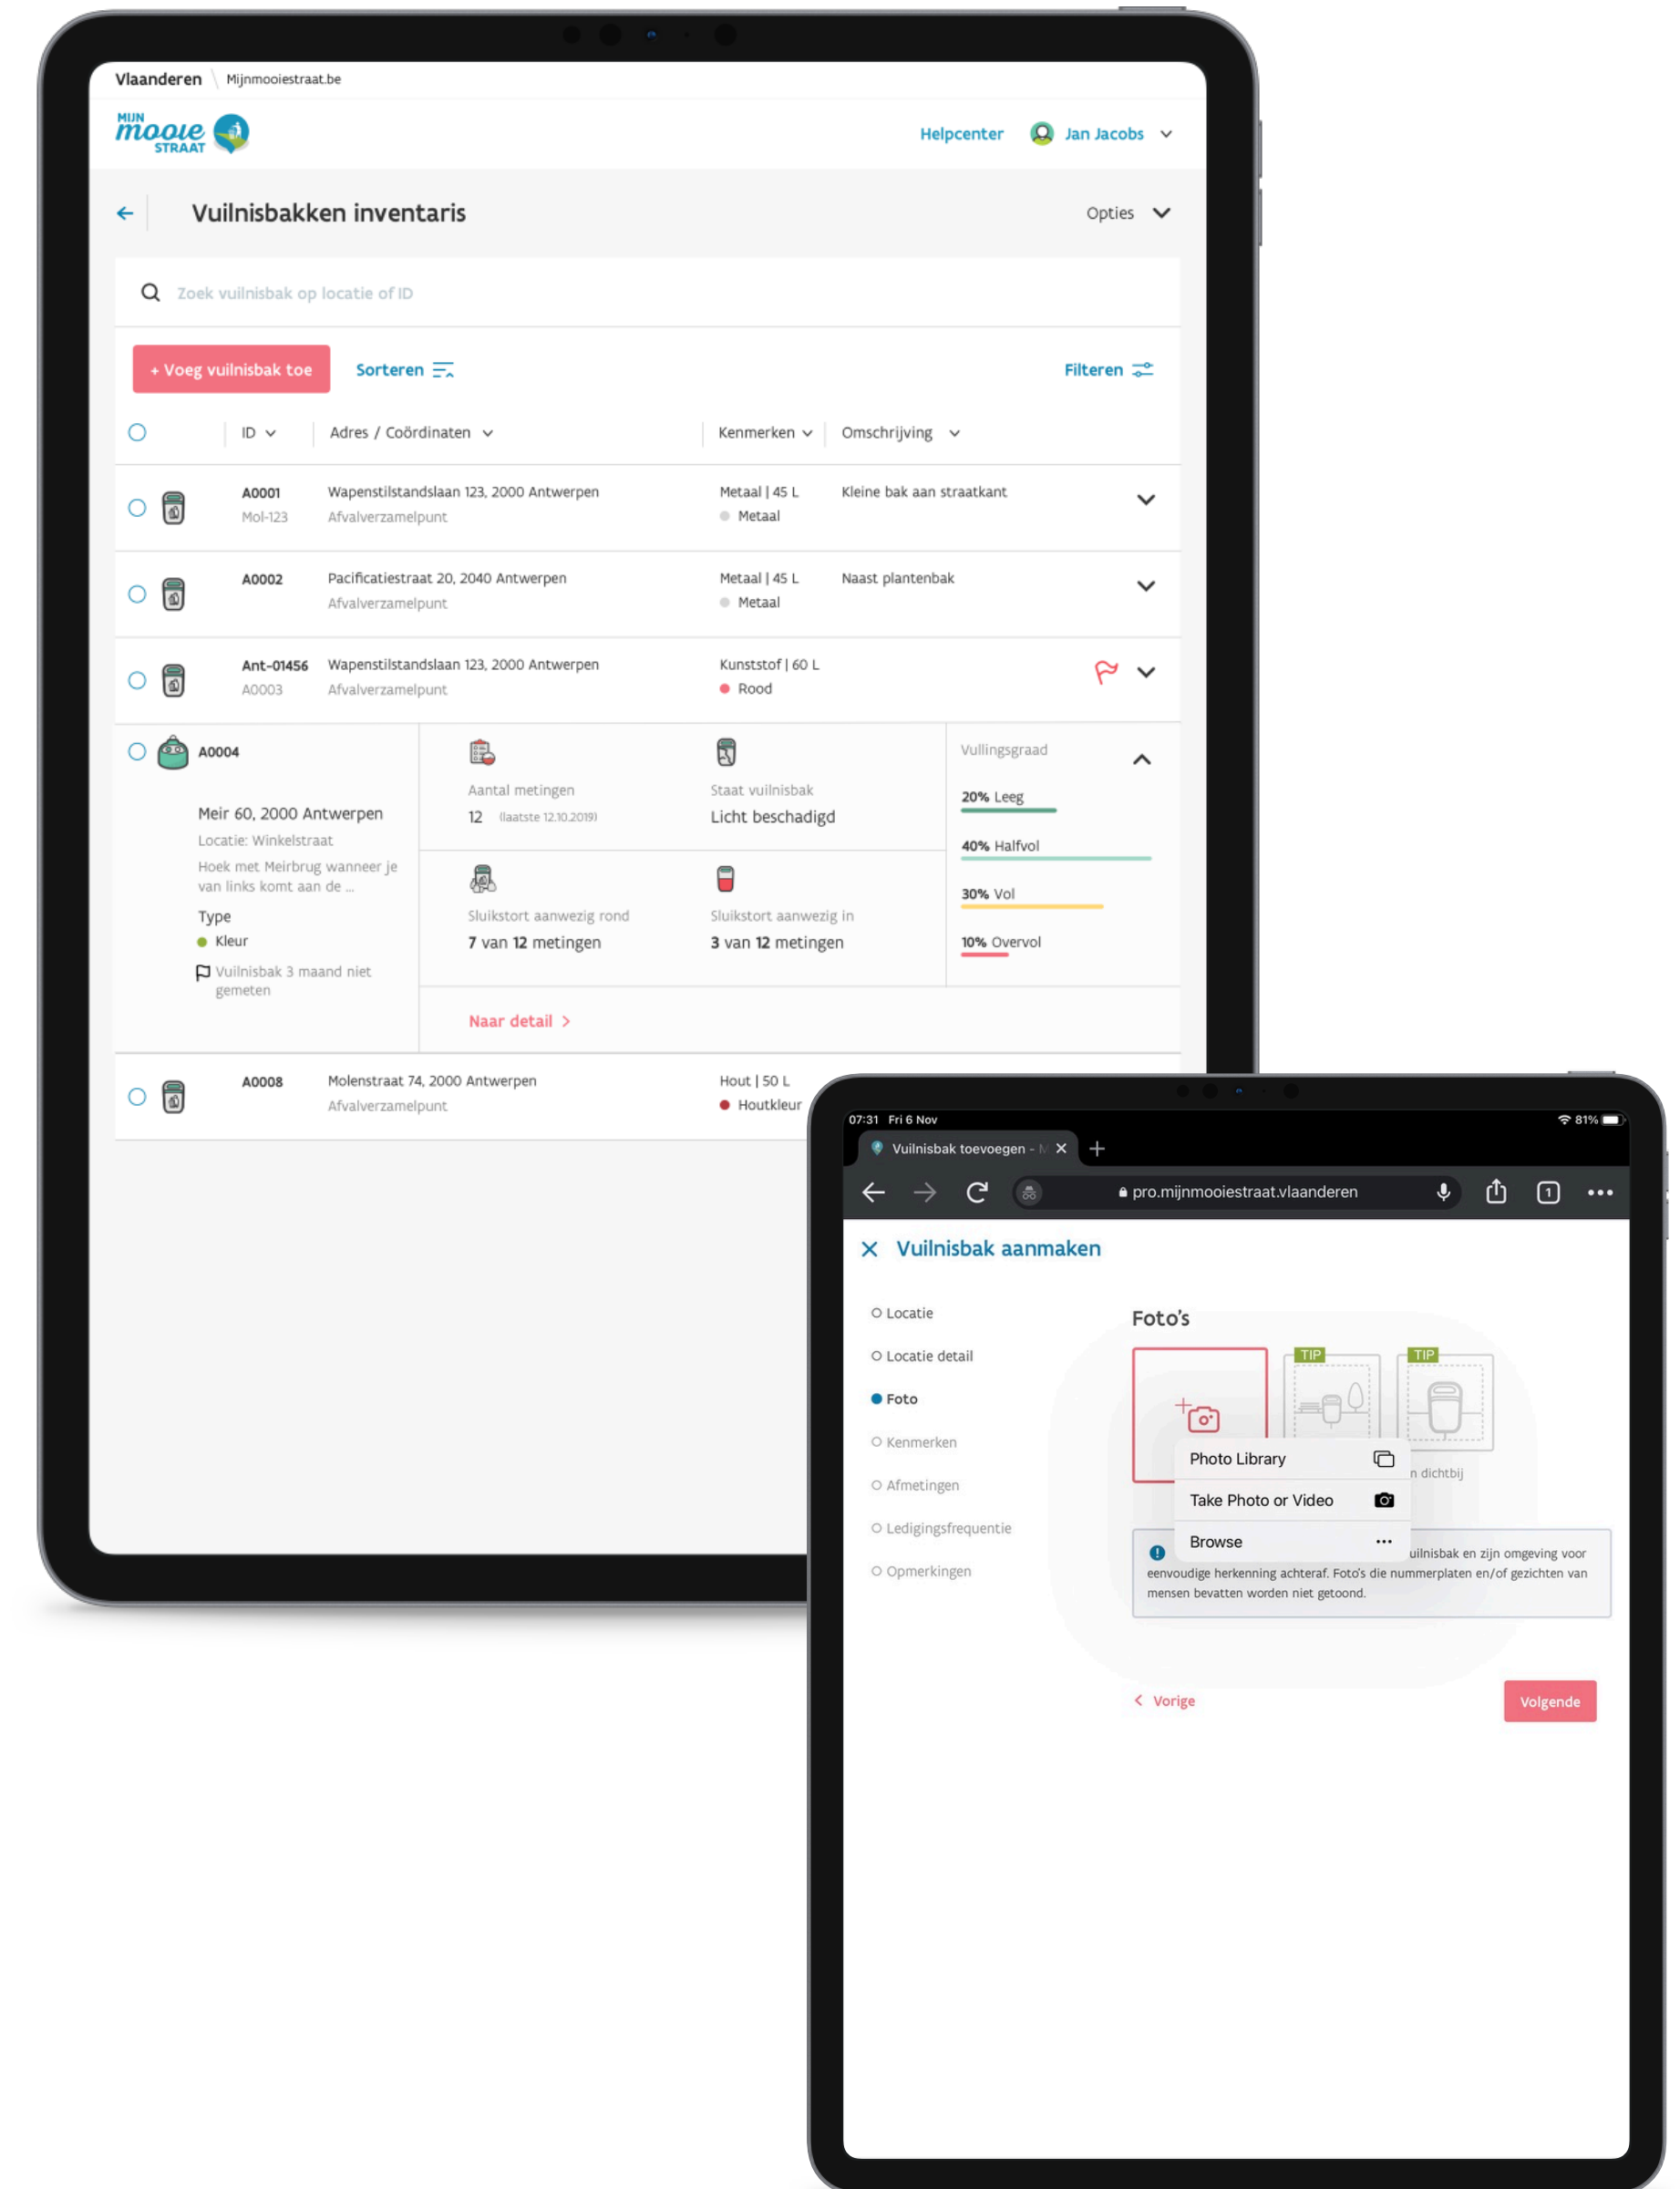 Vlaanderen Mijnmooiestraat.be
MIJN
mooie
STRAAT
Helpcenter Jan Jacobs
Vuilnisbakken inventaris Opties
Zoek vuilnisbak op locatie of ID
+ Voeg vuilnisbak toe Sorteren Filteren
ID Adres / Coördinaten Kenmerken Omschrijving
A0001 Wapenstilstandslaan 123, 2000 Antwerpen Metaal | 45 L Kleine bak aan straatkant
Mol-123 Afvalverzamelpunt Metaal
A0002 Pacificatiestraat 20, 2040 Antwerpen Metaal | 45 L Naast plantenbak
Afvalverzamelpunt Metaal
Ant-01456 Wapenstilstandslaan 123, 2000 Antwerpen Kunststof | 60 L
A0003 Afvalverzamelpunt Rood
A0004
Meir 60, 2000 Antwerpen
Locatie: Winkelstraat
Hoek met Meirbrug wanneer je
van links komt aan de ...
Type
Kleur
Vuilnisbak 3 maand niet
gemeten
Aantal metingen
12 (laatste 12.10.2019)
Staat vuilnisbak
Licht beschadigd
Sluikstort aanwezig rond
7 van 12 metingen
Sluikstort aanwezig in
3 van 12 metingen
Vullingsgraad
20% Leeg
40% Halfvol
30% Vol
10% Overvol
Naar detail >
A0008 Molenstraat 74, 2000 Antwerpen Hout | 50 L
Afvalverzamelpunt Houtkleur
07:31 Fri 6 Nov 81%
Vuilnisbak toevoegen - M
pro.mijnmooiestraat.vlaanderen 1
Vuilnisbak aanmaken
Locatie
Locatie detail
Foto
Kenmerken
Afmetingen
Ledigingsfrequentie
Opmerkingen
Foto's
TIP TIP
Photo Library
Take Photo or Video
Browse
n dichtbij
uilnisbak en zijn omgeving voor
eenvoudige herkenning achteraf. Foto's die nummerplaten en/of gezichten van
mensen bevatten worden niet getoond.
< Vorige Volgende